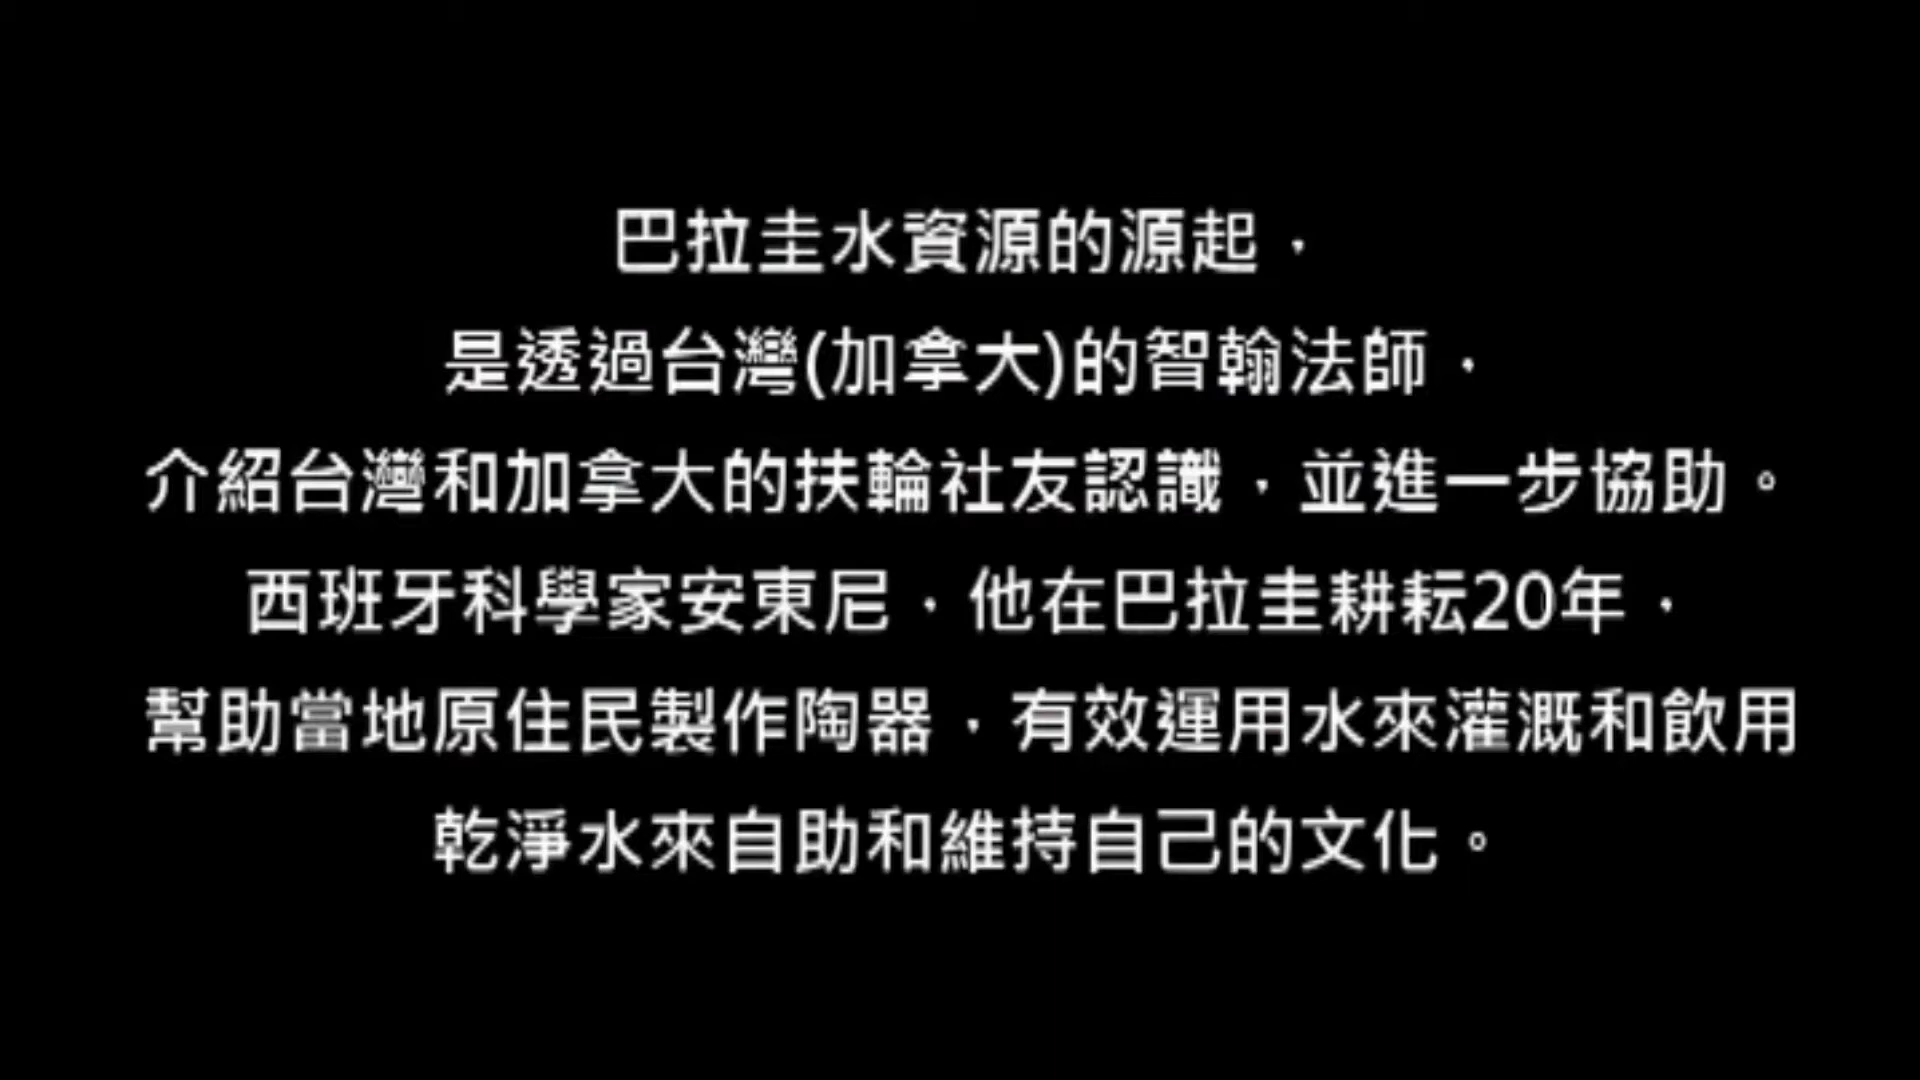 巴拉圭水資源的源起，
是透過台灣(加拿大)的智翰法師，
介紹台灣和加拿大的扶輪社友認識，並進一步協助。
西班牙科學家安東尼，他在巴拉圭耕耘20年，
幫助當地原住民製作陶器，有效運用水來灌溉和飲用
乾淨水來自助和維持自己的文化。